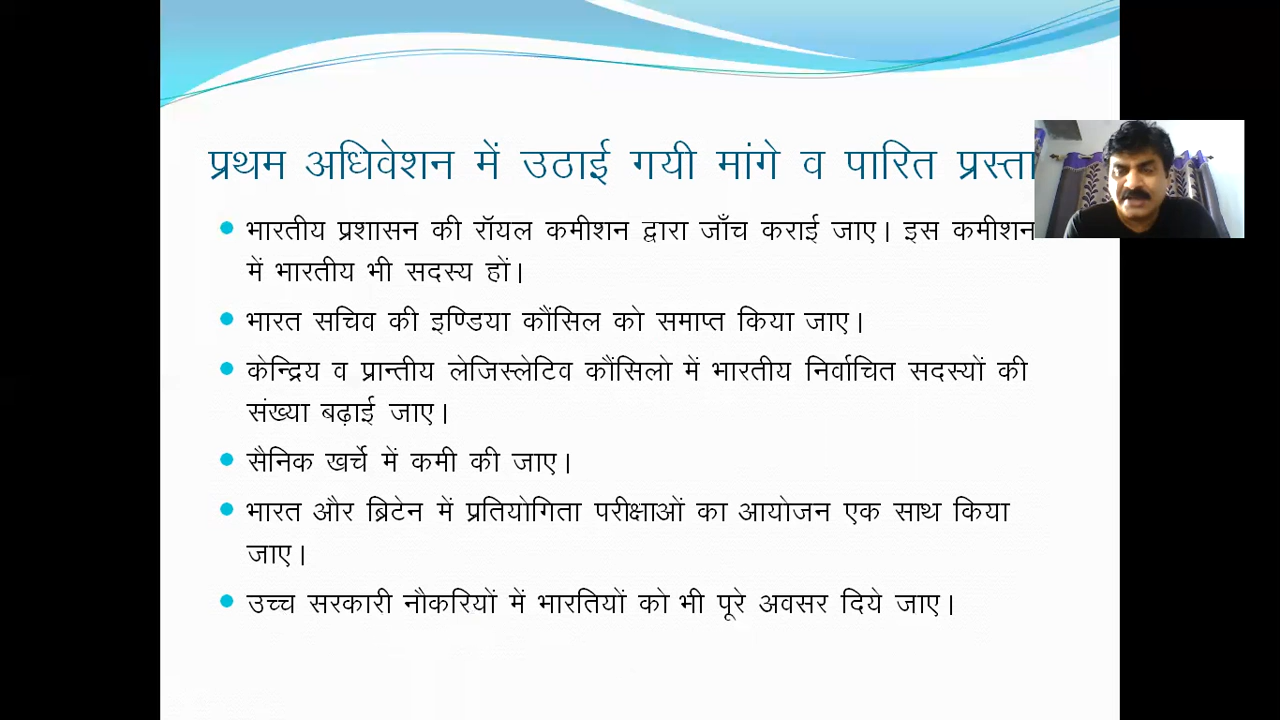 प्रथम अधिवेशन में उठाई गयी मांगे व पारित
भारतीय प्रशासन की रॉयल कमीशन द्वारा जाँच कराई जाए। इस कमीशन
में भारतीय भी सदस्य हों।
भारत सचिव की इण्डिया कौंसिल को समाप्त किया जाए।
केन्द्रिय व प्रान्तीय लेजिस्लेटिव कौंसिलो में भारतीय निर्वाचित सदस्यों की
संख्या बढ़ाई जाए।
सैनिक खर्चे में कमी की जाए।
भारत और ब्रिटेन में प्रतियोगिता परीक्षाओं का आयोजन एक साथ किया
जाए।
उच्च सरकारी नौकरियों में भारतियों को भी पूरे अवसर दिये जाए।